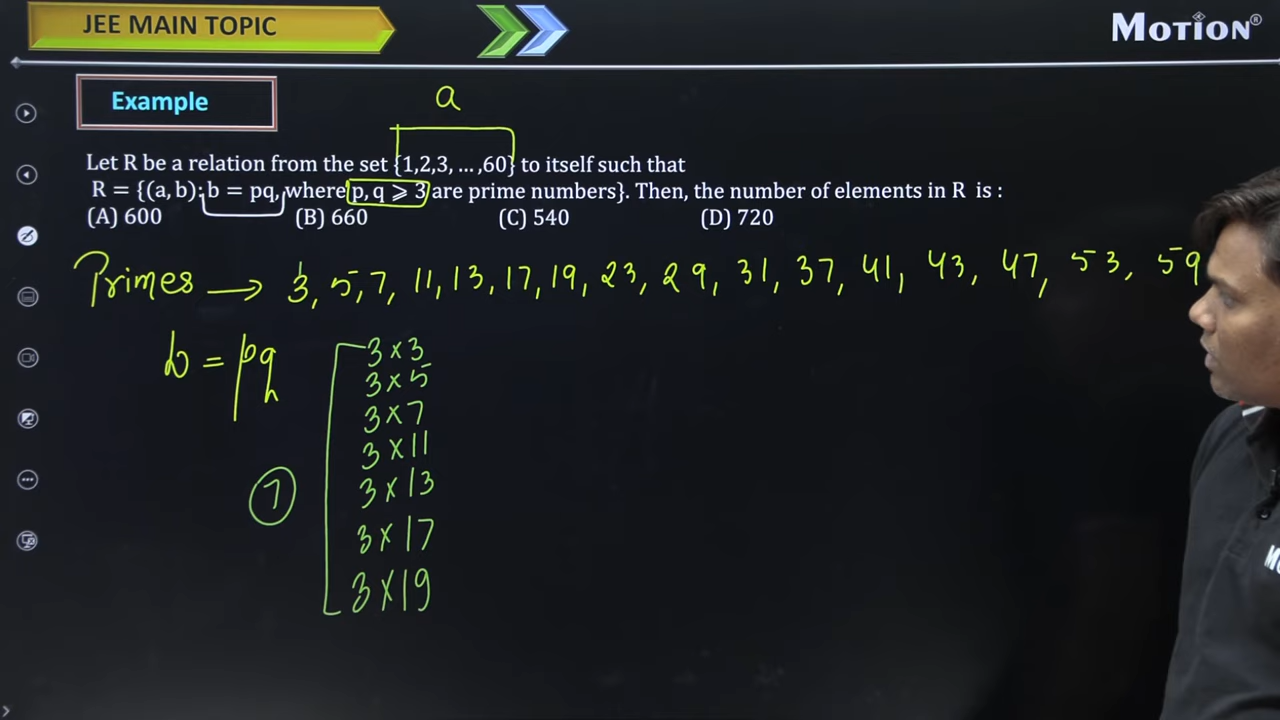 JEE MAIN TOPIC
MOTION®
Example
a
Let R be a relation from the set {1,2,3, ... ,60} to itself such that
R = {(a, b): b = pq, where p, q ⩾ 3 are prime numbers}. Then, the number of elements in R is :
(A) 600 (B) 660 (C) 540 (D) 720
Primes → 3, 5, 7, 11, 13, 17, 19, 23, 29, 31, 37, 41, 43, 47, 53, 59
b = pq
3 × 3
3 × 5
3 × 7
3 × 11
3 × 13
7
3 × 17
3 × 19